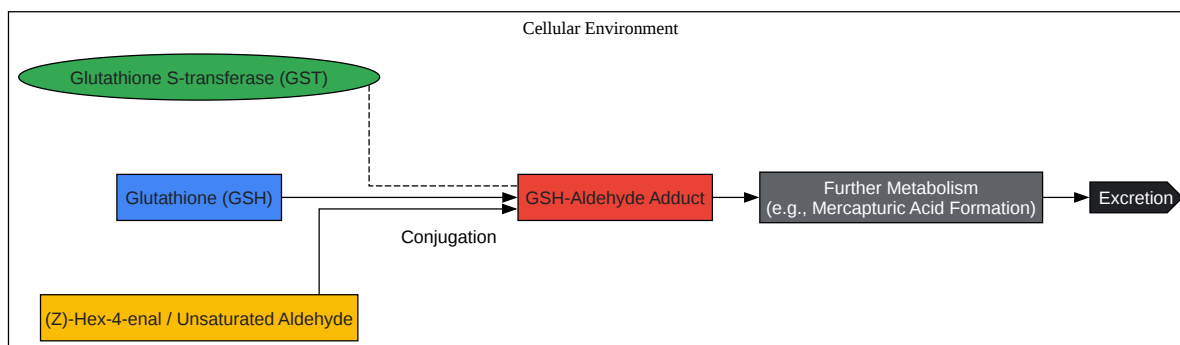 Cellular Environment
Glutathione S-transferase (GST)
Glutathione (GSH)
GSH-Aldehyde Adduct
Further Metabolism
(e.g., Mercapturic Acid Formation)
Excretion
Conjugation
(Z)-Hex-4-enal / Unsaturated Aldehyde